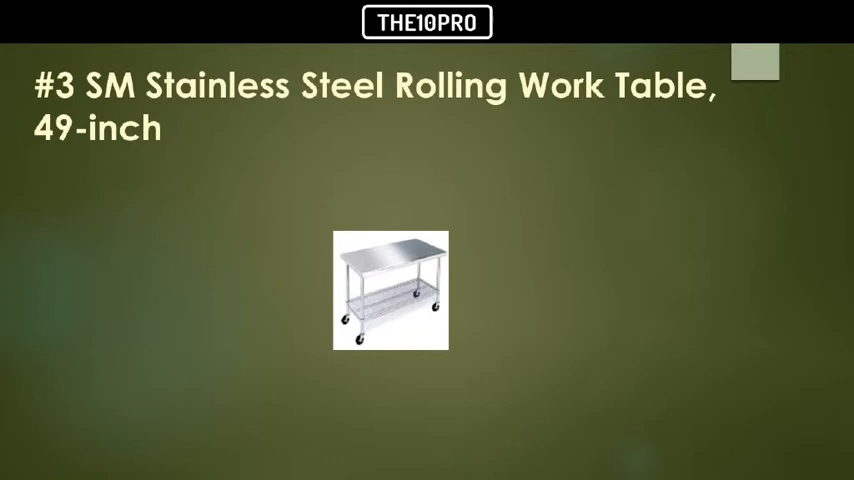 THE10PRO
#3 SM Stainless Steel Rolling Work Table,
49-inch